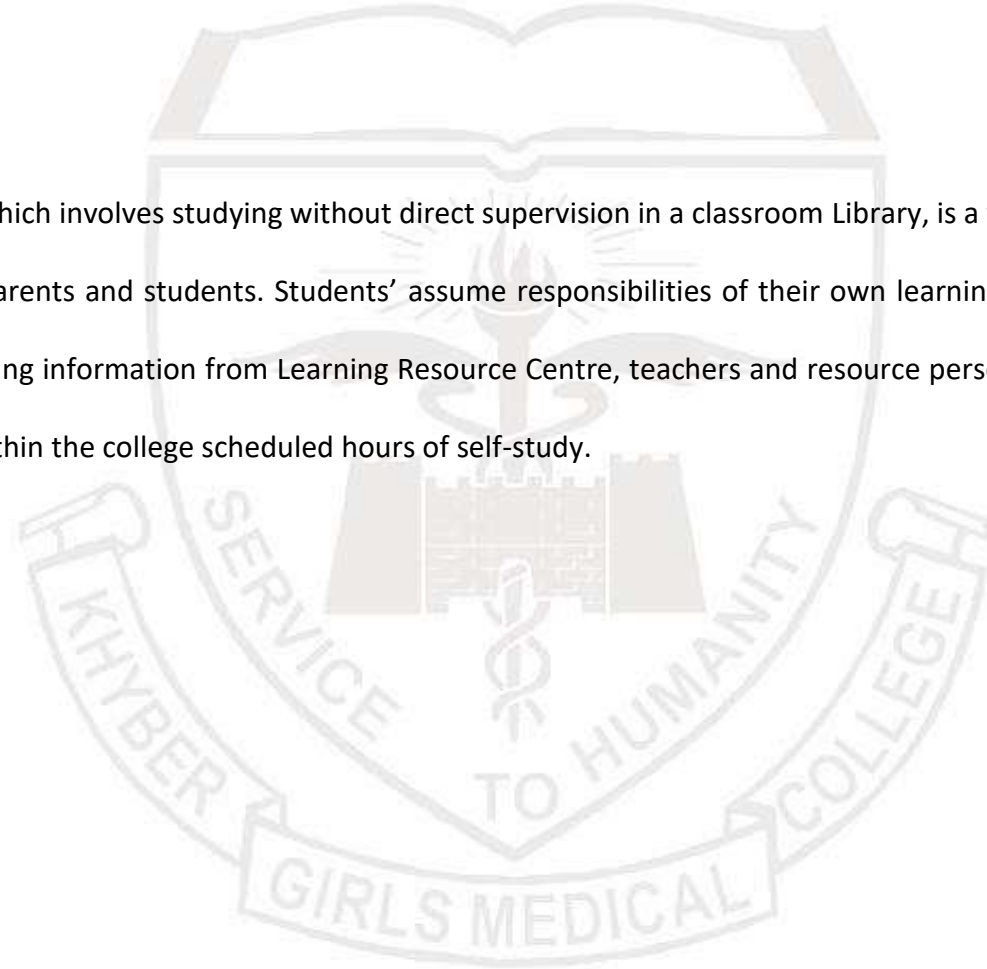 hich involves studying without direct supervision in a classroom Library, is a
arents and students. Students’ assume responsibilities of their own learnin
ng information from Learning Resource Centre, teachers and resource pers
thin the college scheduled hours of self-study.
SERVICE TO HUMANITY
KHYBER GIRLS MEDICAL COLLEGE